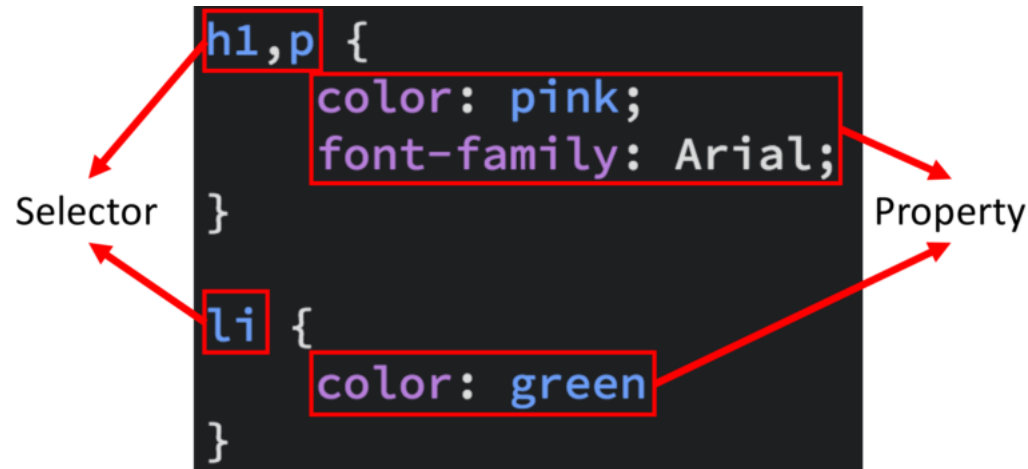 h1,p {
color: pink;
font-family: Arial;
}
Selector
Property
li {
color: green
}